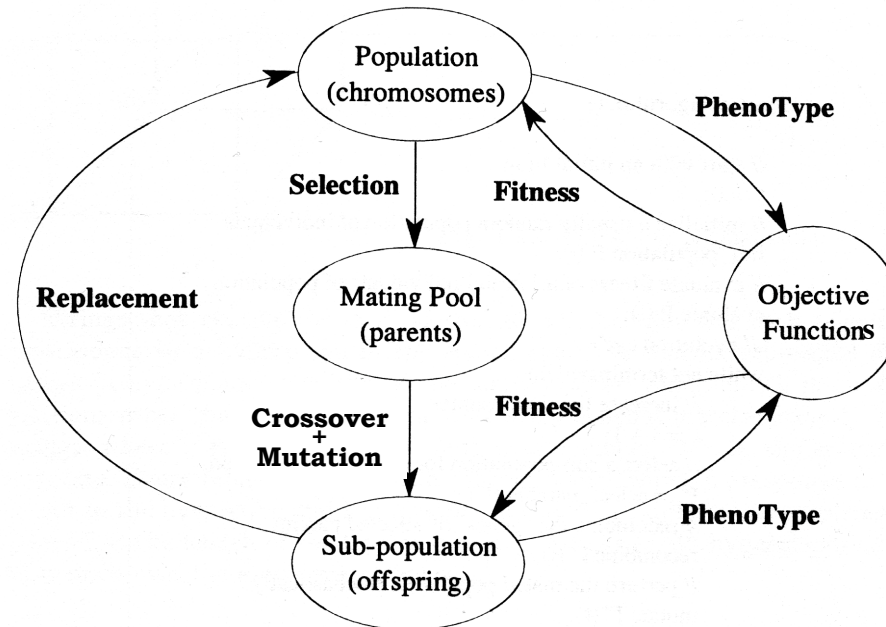 Population
(chromosomes)
PhenoType
Selection
Fitness
Replacement
Mating Pool
(parents)
Objective
Functions
Crossover
+
Mutation
Fitness
PhenoType
Sub-population
(offspring)